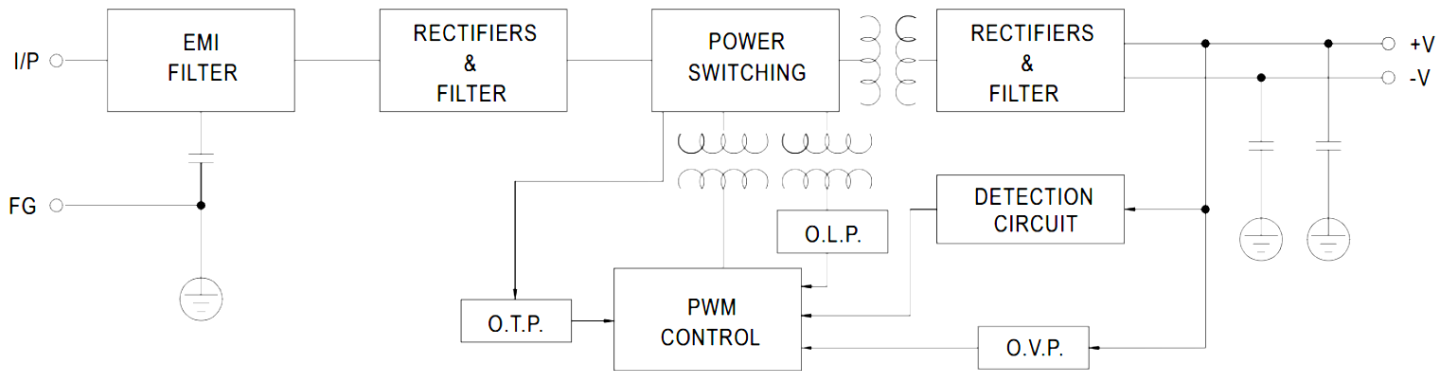 I/P
EMI
FILTER
RECTIFIERS
&
FILTER
POWER
SWITCHING
RECTIFIERS
&
FILTER
+V
-V
FG
DETECTION
CIRCUIT
O.L.P.
O.T.P.
PWM
CONTROL
O.V.P.